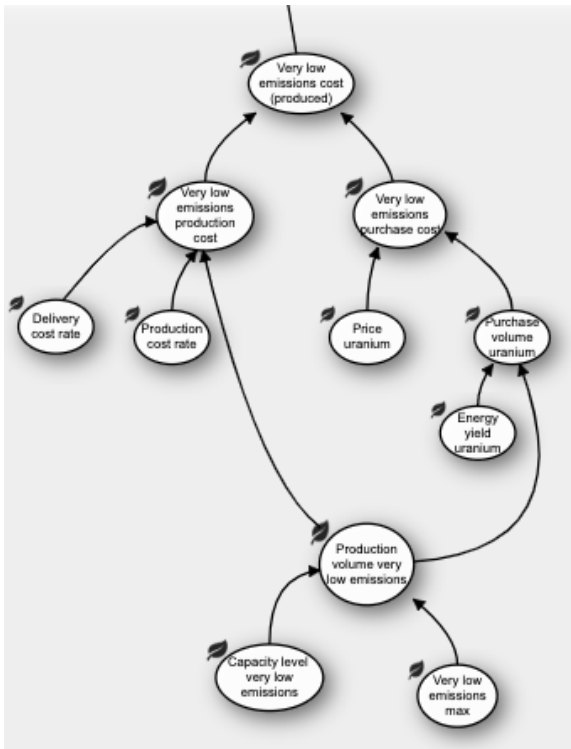 Very low
emissions cost
(produced)
Very low
emissions
production
cost
Very low
emissions
purchase cost
Delivery
cost rate
Production
cost rate
Price
uranium
Purchase
volume
uranium
Energy
yield
uranium
Production
volume very
low emissions
Capacity level
very low
emissions
Very low
emissions
max